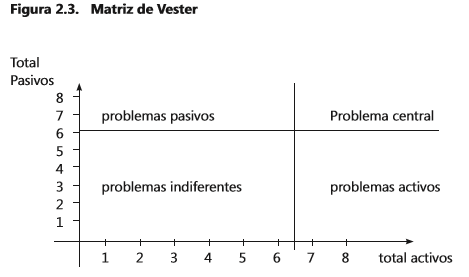 Figura 2.3. Matriz de Vester
Total
Pasivos
8
7 problemas pasivos Problema central
6
5
4
3 problemas indiferentes problemas activos
2
1
1 2 3 4 5 6 7 8 total activos